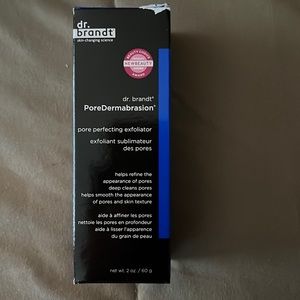 dr.
brandt®
skin-changing science
BEAUTY CHOICE
NEWBEAUTY
AWARD
dr. brandt®
PoreDermabrasion®
pore perfecting exfoliator
exfoliant sublimateur
des pores
helps refine the
appearance of pores
deep cleans pores
helps smooth the appearance
of pores and skin texture
aide à affiner les pores
nettoie les pores en profondeur
aide à lisser l'apparence
du grain de peau
net wt. 2 oz. / 60 g